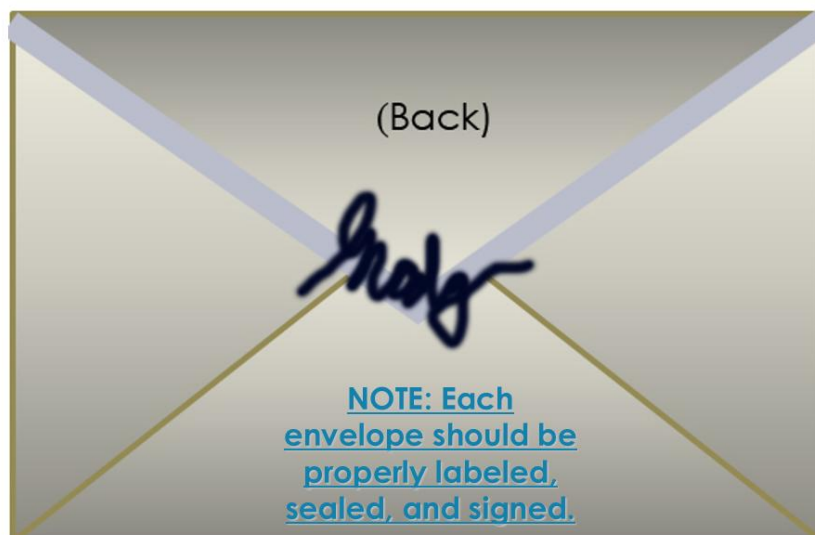 (Back)
NOTE: Each
envelope should be
properly labeled,
sealed, and signed.